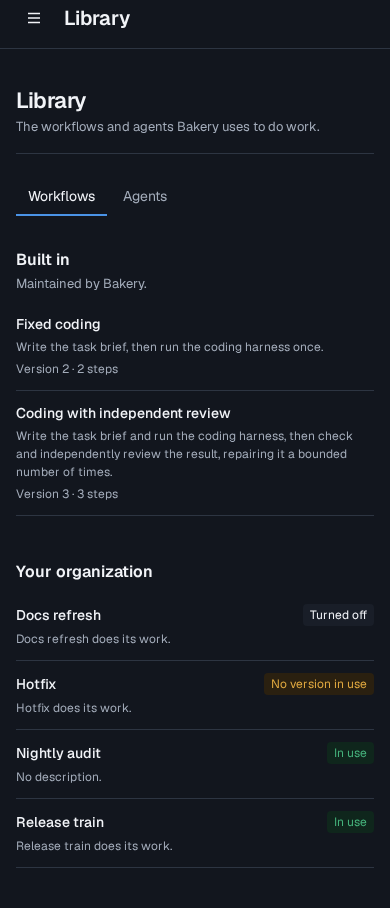 Library
Library
The workflows and agents Bakery uses to do work.
Workflows
Agents
Built in
Maintained by Bakery.
Fixed coding
Write the task brief, then run the coding harness once.
Version 2 · 2 steps
Coding with independent review
Write the task brief and run the coding harness, then check
and independently review the result, repairing it a bounded
number of times.
Version 3 · 3 steps
Your organization
Docs refresh
Turned off
Docs refresh does its work.
Hotfix
No version in use
Hotfix does its work.
Nightly audit
In use
No description.
Release train
In use
Release train does its work.